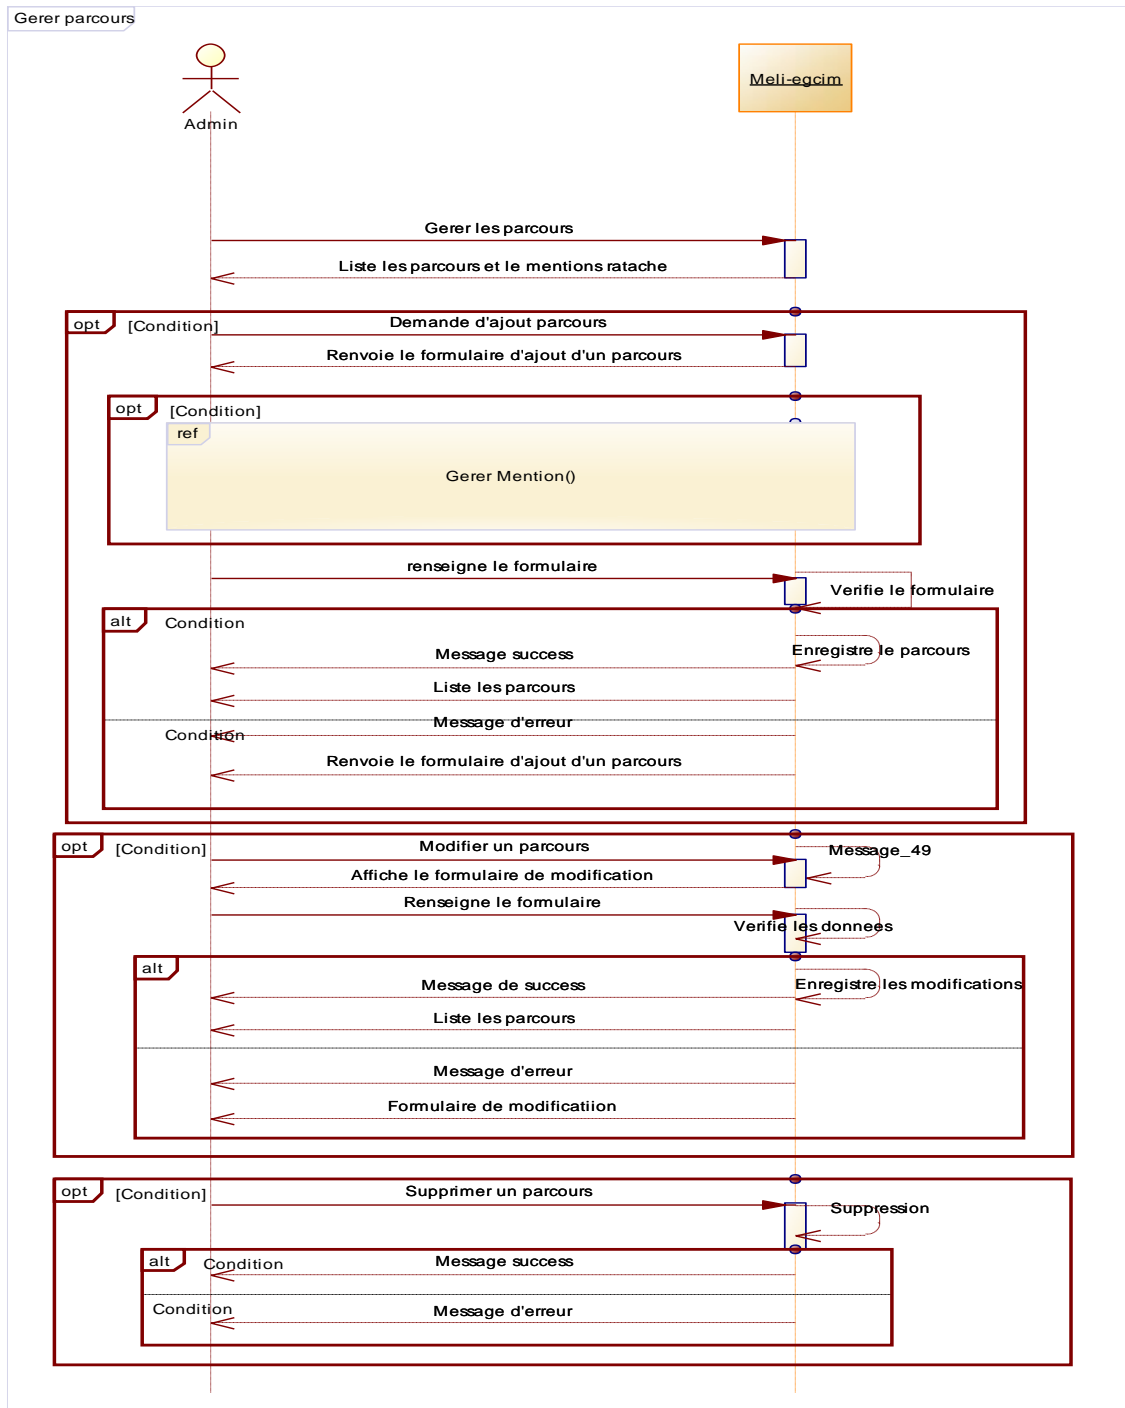 Gerer parcours
Admin
Meli-egcim
Gerer les parcours
Liste les parcours et le mentions ratache
opt
[Condition]
Demande d'ajout parcours
Renvoie le formulaire d'ajout d'un parcours
opt
[Condition]
ref
Gerer Mention()
renseigne le formulaire
Verifie le formulaire
alt
Condition
Enregistre le parcours
Message success
Liste les parcours
Message d'erreur
Condition
Renvoie le formulaire d'ajout d'un parcours
opt
[Condition]
Modifier un parcours
Message_49
Affiche le formulaire de modification
Renseigne le formulaire
Verifie les donnees
alt
Enregistre les modifications
Message de success
Liste les parcours
Message d'erreur
Formulaire de modificatiion
opt
[Condition]
Supprimer un parcours
Suppression
alt
Condition
Message success
Condition
Message d'erreur